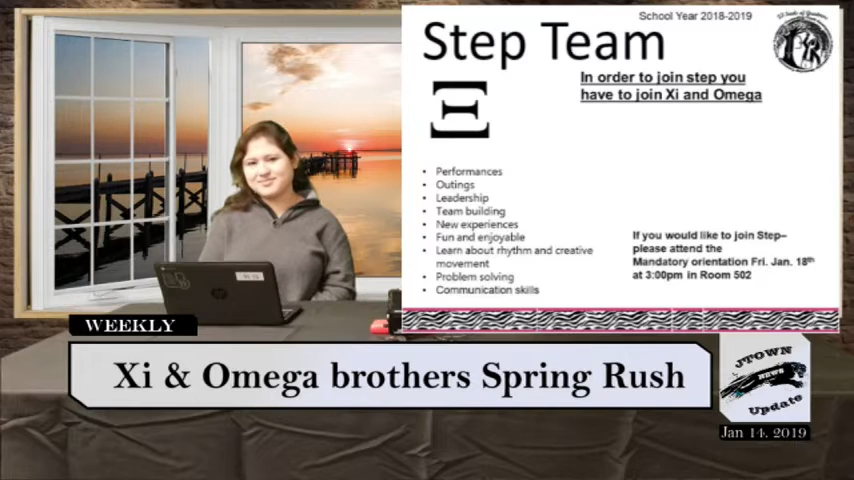 School Year 2018-2019
Step Team
In order to join step you
have to join Xi and Omega
Ξ
• Performances
• Outings
• Leadership
• Team building
• New experiences
• Fun and enjoyable
• Learn about rhythm and creative
movement
• Problem solving
• Communication skills
If you would like to join Step–
please attend the
Mandatory orientation Fri. Jan. 18th
at 3:00pm in Room 502
hp
WEEKLY
Xi & Omega brothers Spring Rush
JTOWN
NEWS
Update
Jan 14, 2019